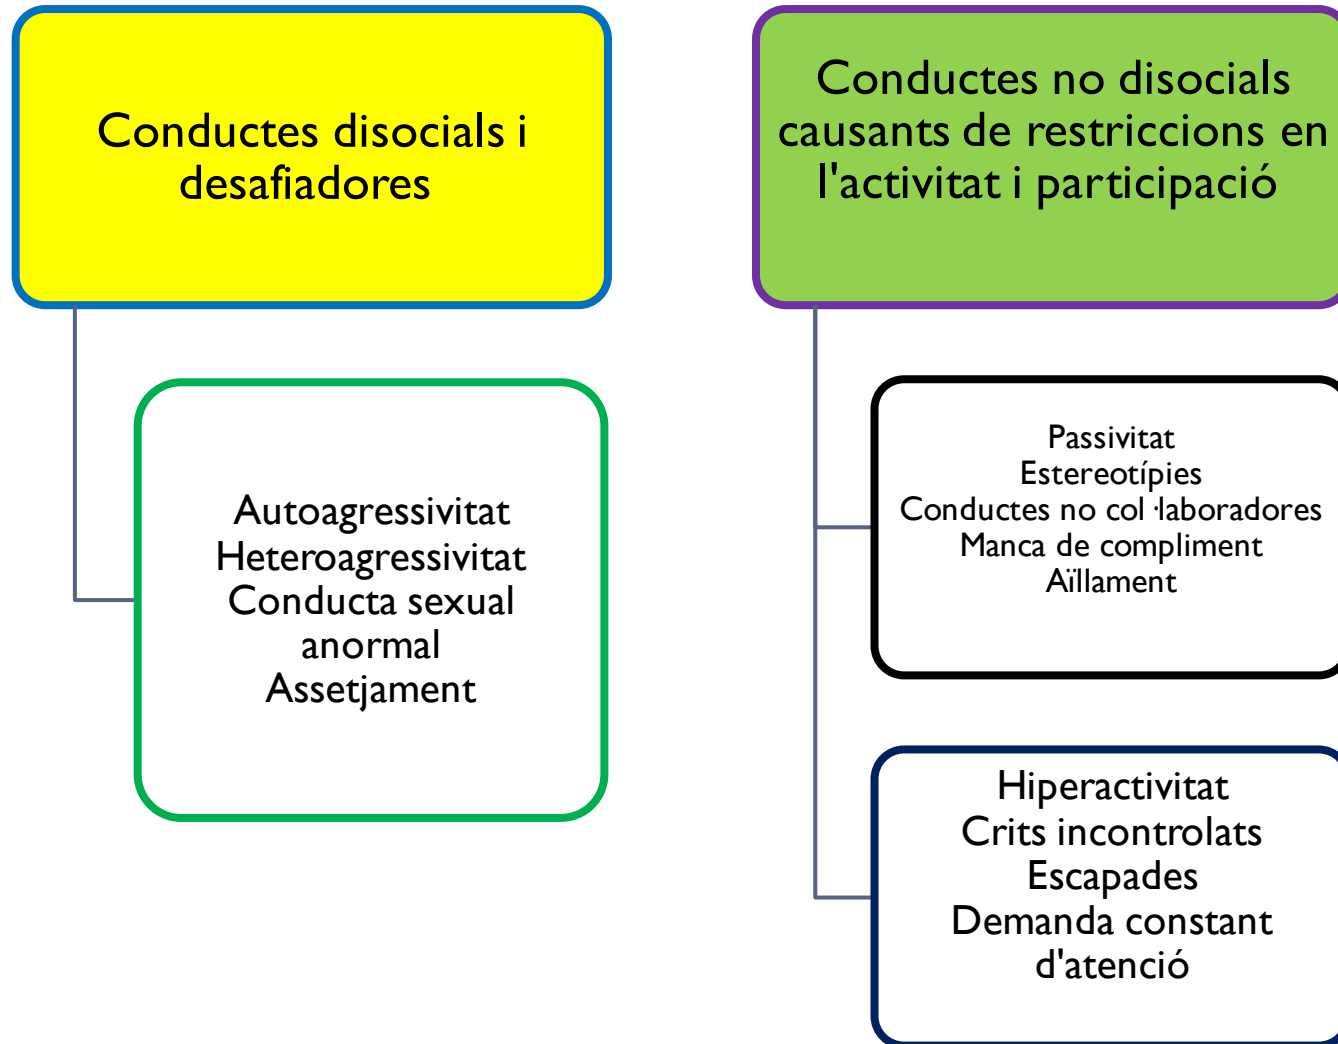 Conductes disocials i
desafiadores
Autoagressivitat
Heteroagressivitat
Conducta sexual
anormal
Assetjament
Conductes no disocials
causants de restriccions en
l'activitat i participació
Passivitat
Estereotípies
Conductes no col·laboradores
Manca de compliment
Aïllament
Hiperactivitat
Crits incontrolats
Escapades
Demanda constant
d'atenció